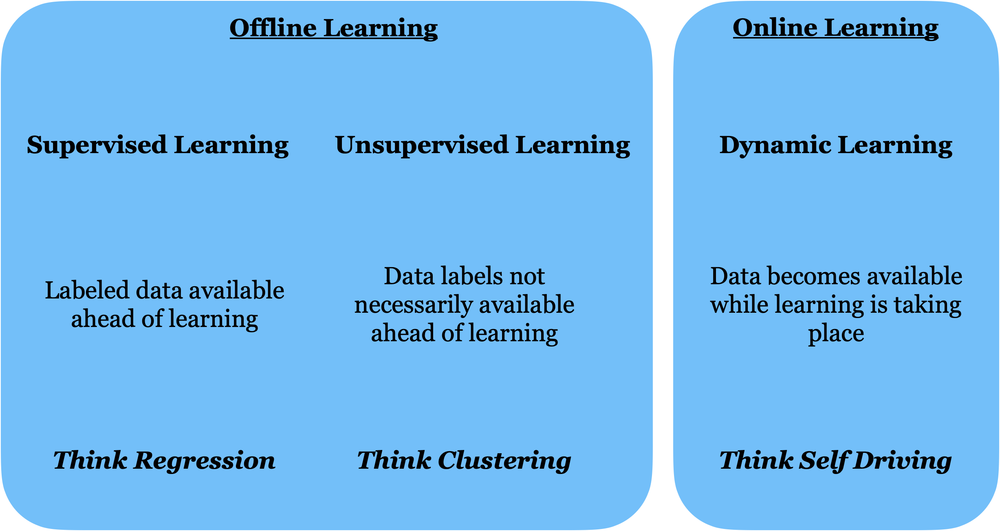 Offline Learning
Supervised Learning
Labeled data available
ahead of learning
Think Regression
Unsupervised Learning
Data labels not
necessarily available
ahead of learning
Think Clustering
Online Learning
Dynamic Learning
Data becomes available
while learning is taking
place
Think Self Driving